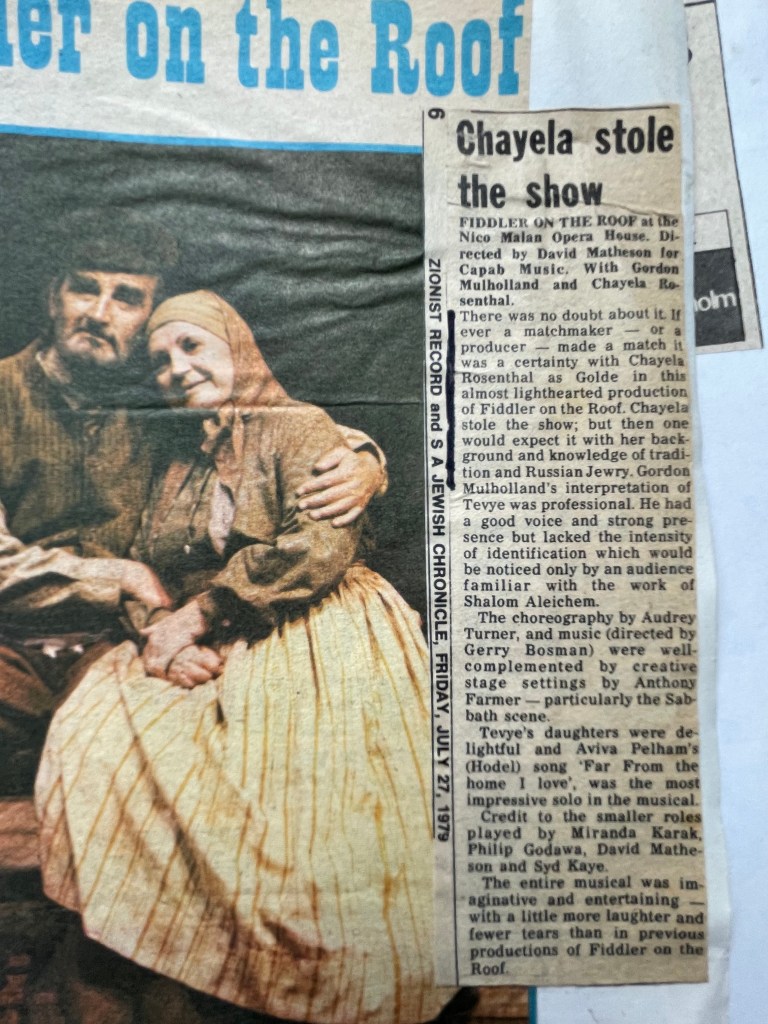 ler on the Roof
6
ZIONIST RECORD and S A JEWISH CHRONICLE, FRIDAY, JULY 27, 1979
Chayela stole
the show
FIDDLER ON THE ROOF at the
Nico Malan Opera House. Di-
rected by David Matheson for
Capab Music. With Gordon
Mulholland and Chayela Ro-
senthal.
There was no doubt about it. If
ever a matchmaker — or a
producer — made a match it
was a certainty with Chayela
Rosenthal as Golde in this
almost lighthearted production
of Fiddler on the Roof. Chayela
stole the show; but then one
would expect it with her back-
ground and knowledge of tradi-
tion and Russian Jewry. Gordon
Mulholland's interpretation of
Tevye was professional. He had
a good voice and strong pre-
sence but lacked the intensity
of identification which would
be noticed only by an audience
familiar with the work of
Shalom Aleichem.
The choreography by Audrey
Turner, and music (directed by
Gerry Bosman) were well-
complemented by creative
stage settings by Anthony
Farmer — particularly the Sab-
bath scene.
Tevye's daughters were de-
lightful and Aviva Pelham's
(Hodel) song 'Far From the
home I love', was the most
impressive solo in the musical.
Credit to the smaller roles
played by Miranda Karak,
Philip Godawa, David Mathe-
son and Syd Kaye.
The entire musical was im-
aginative and entertaining —
with a little more laughter and
fewer tears than in previous
productions of Fiddler on the
Roof.
olm